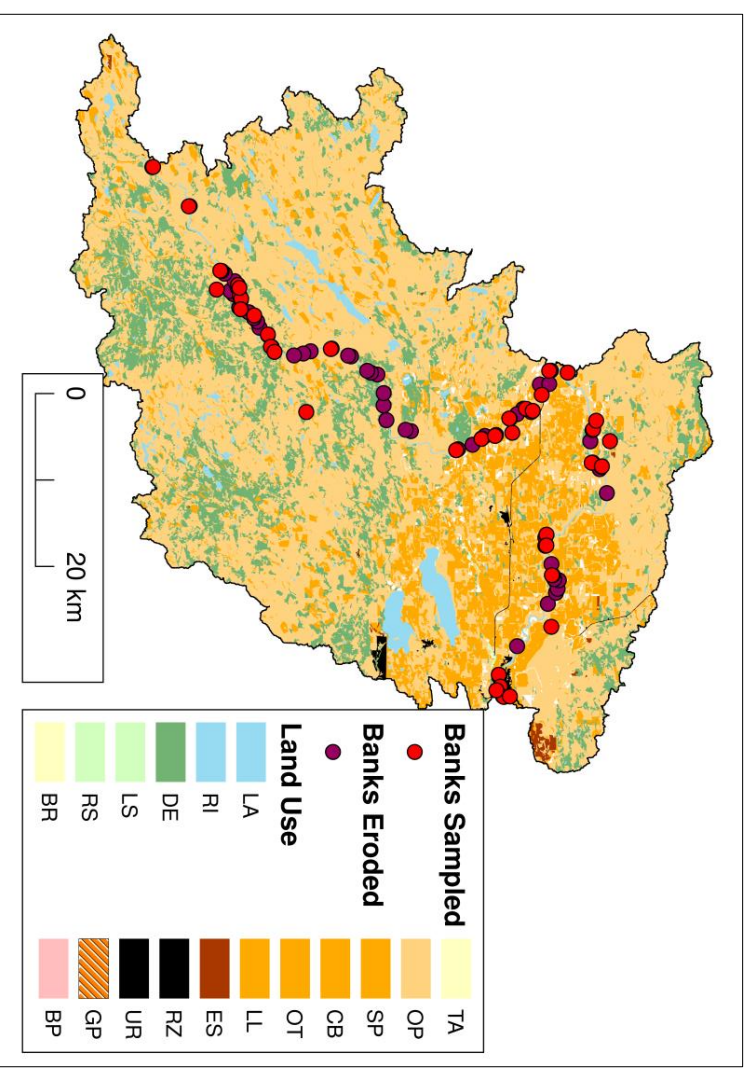 0
20 km
Banks Sampled
Banks Eroded
Land Use
LA
RI
DE
LS
RS
BR
TA
OP
SP
CB
OT
LL
ES
RZ
UR
GP
BP